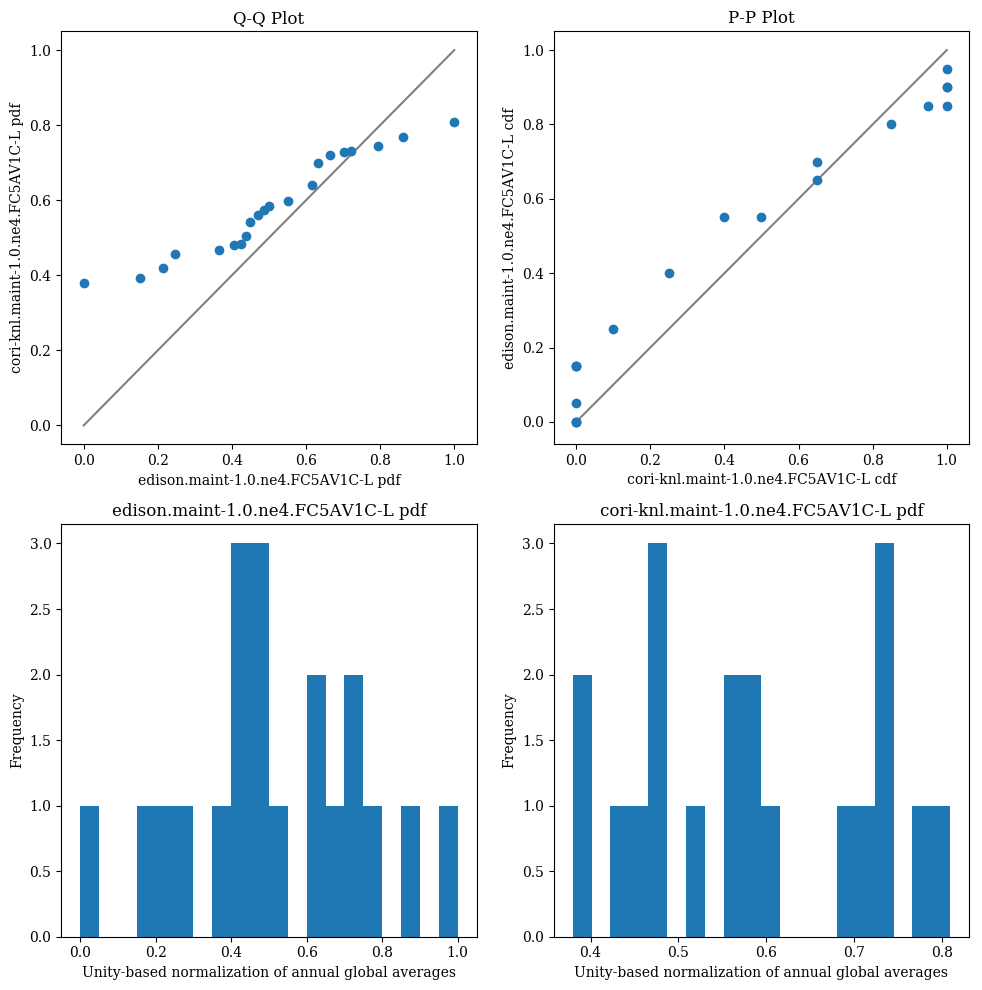 Q-Q Plot
1.0
0.8
0.6
0.4
0.2
0.0
cori-knl.maint-1.0.ne4.FC5AV1C-L pdf
0.0 0.2 0.4 0.6 0.8 1.0
edison.maint-1.0.ne4.FC5AV1C-L pdf
P-P Plot
1.0
0.8
0.6
0.4
0.2
0.0
edison.maint-1.0.ne4.FC5AV1C-L cdf
0.0 0.2 0.4 0.6 0.8 1.0
cori-knl.maint-1.0.ne4.FC5AV1C-L cdf
edison.maint-1.0.ne4.FC5AV1C-L pdf
3.0
2.5
2.0
1.5
1.0
0.5
0.0
Frequency
0.0 0.2 0.4 0.6 0.8 1.0
Unity-based normalization of annual global averages
cori-knl.maint-1.0.ne4.FC5AV1C-L pdf
3.0
2.5
2.0
1.5
1.0
0.5
0.0
Frequency
0.4 0.5 0.6 0.7 0.8
Unity-based normalization of annual global averages